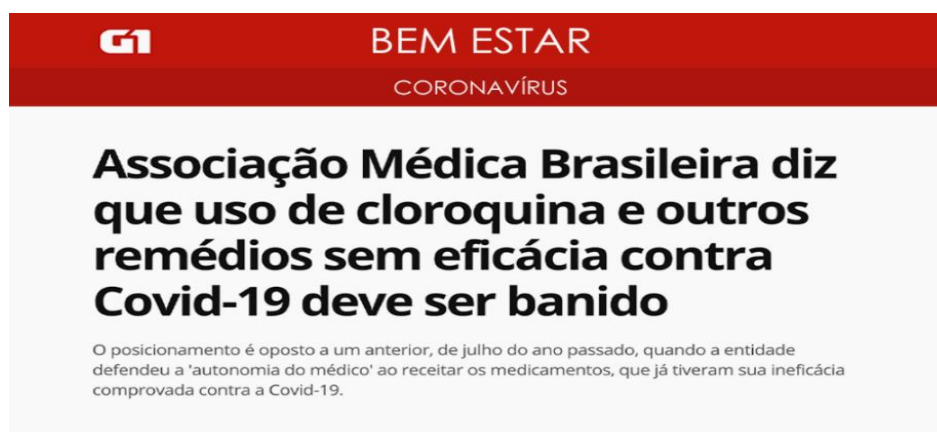 G1
BEM ESTAR
CORONAVÍRUS
Associação Médica Brasileira diz
que uso de cloroquina e outros
remédios sem eficácia contra
Covid-19 deve ser banido
O posicionamento é oposto a um anterior, de julho do ano passado, quando a entidade
defendeu a 'autonomia do médico' ao receitar os medicamentos, que já tiveram sua ineficácia
comprovada contra a Covid-19.